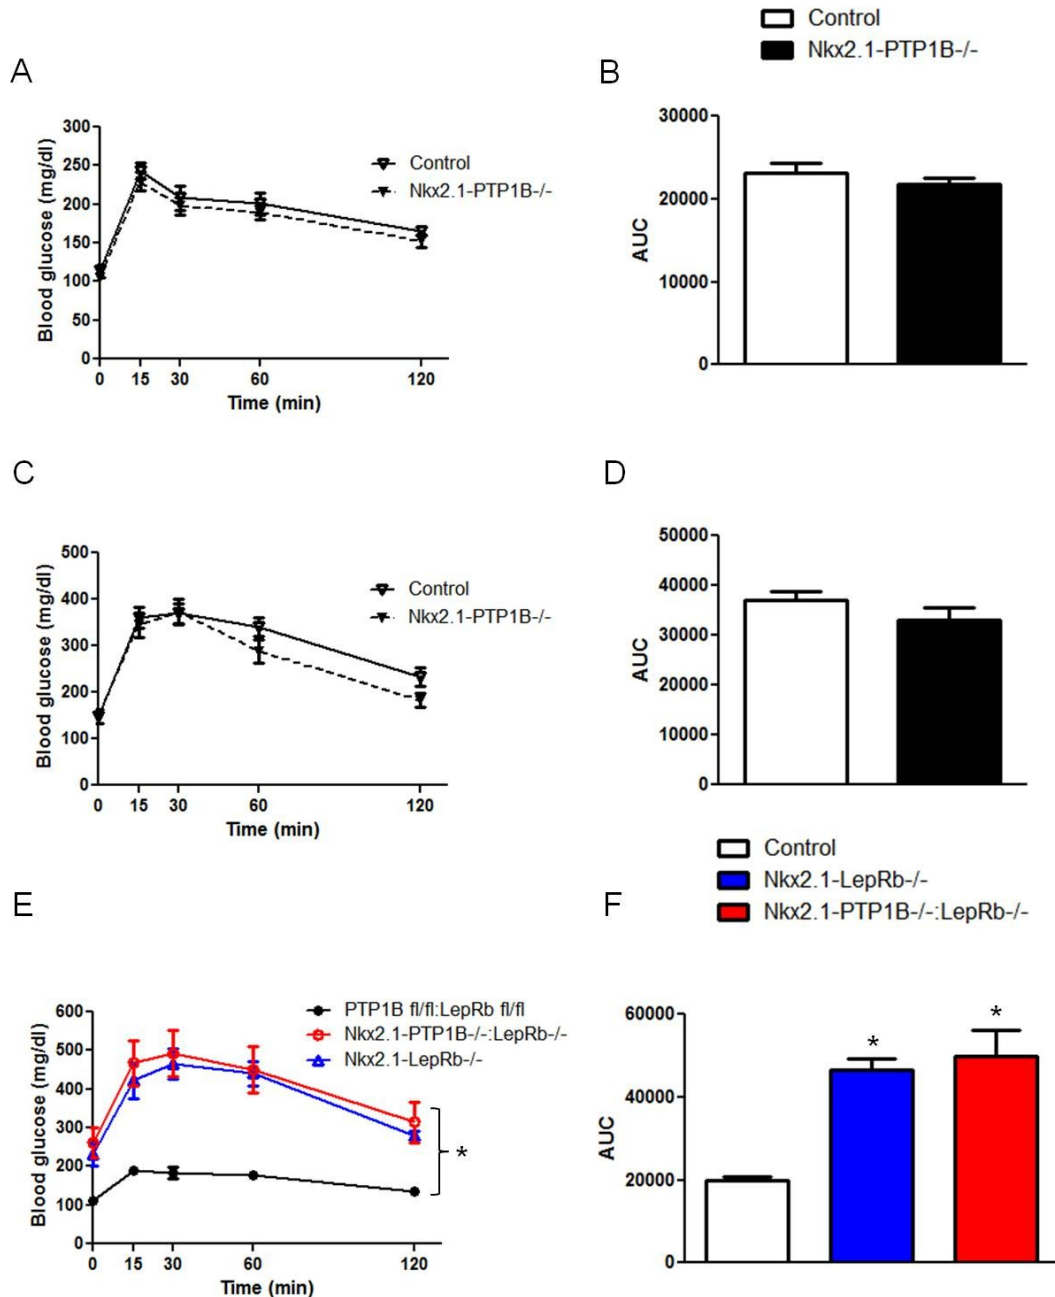 Control
Nkx2.1-PTP1B-/-
A
B
300
250
200
150
100
50
0
Blood glucose (mg/dl)
Control
Nkx2.1-PTP1B-/-
0 15 30 60 120
Time (min)
30000
20000
10000
0
AUC
C
D
500
400
300
200
100
0
Blood glucose (mg/dl)
Control
Nkx2.1-PTP1B-/-
0 15 30 60 120
Time (min)
50000
40000
30000
20000
10000
0
AUC
Control
Nkx2.1-LepRb-/-
Nkx2.1-PTP1B-/-:LepRb-/-
E
F
600
500
400
300
200
100
0
Blood glucose (mg/dl)
PTP1B fl/fl:LepRb fl/fl
Nkx2.1-PTP1B-/-:LepRb-/-
Nkx2.1-LepRb-/-
*
0 15 30 60 120
Time (min)
60000
40000
20000
0
AUC
* *